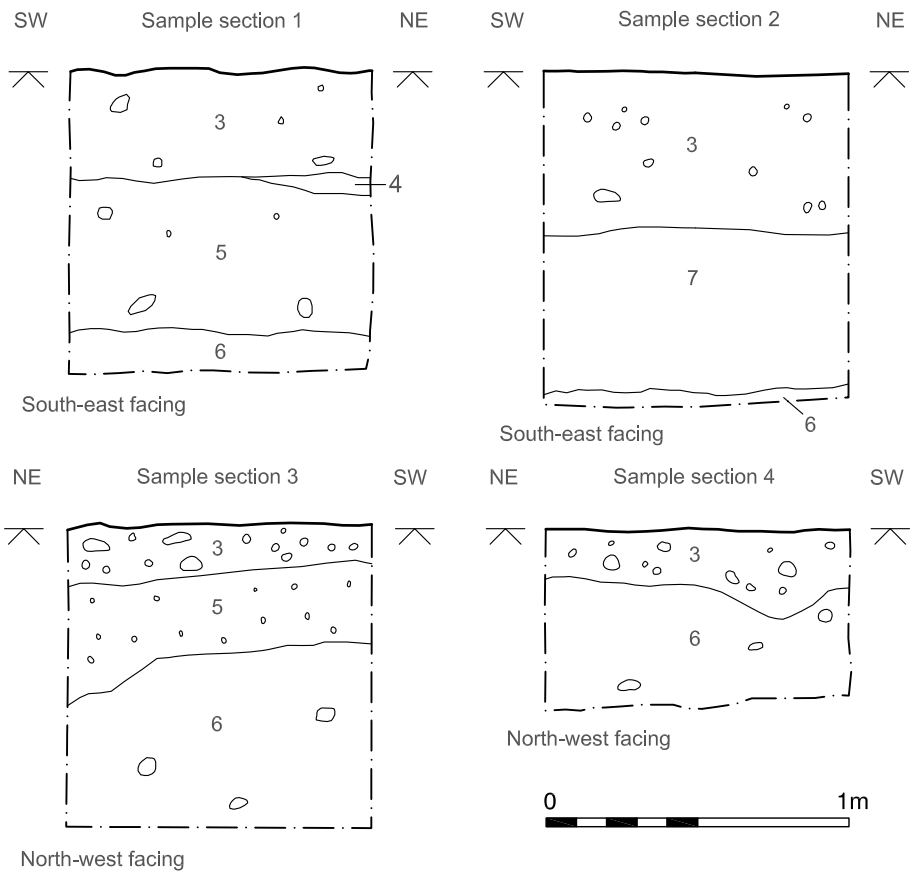 SW Sample section 1 NE
3
4
5
6
South-east facing
SW Sample section 2 NE
3
7
6
South-east facing
NE Sample section 3 SW
3
5
6
North-west facing
NE Sample section 4 SW
3
6
North-west facing
0 1m